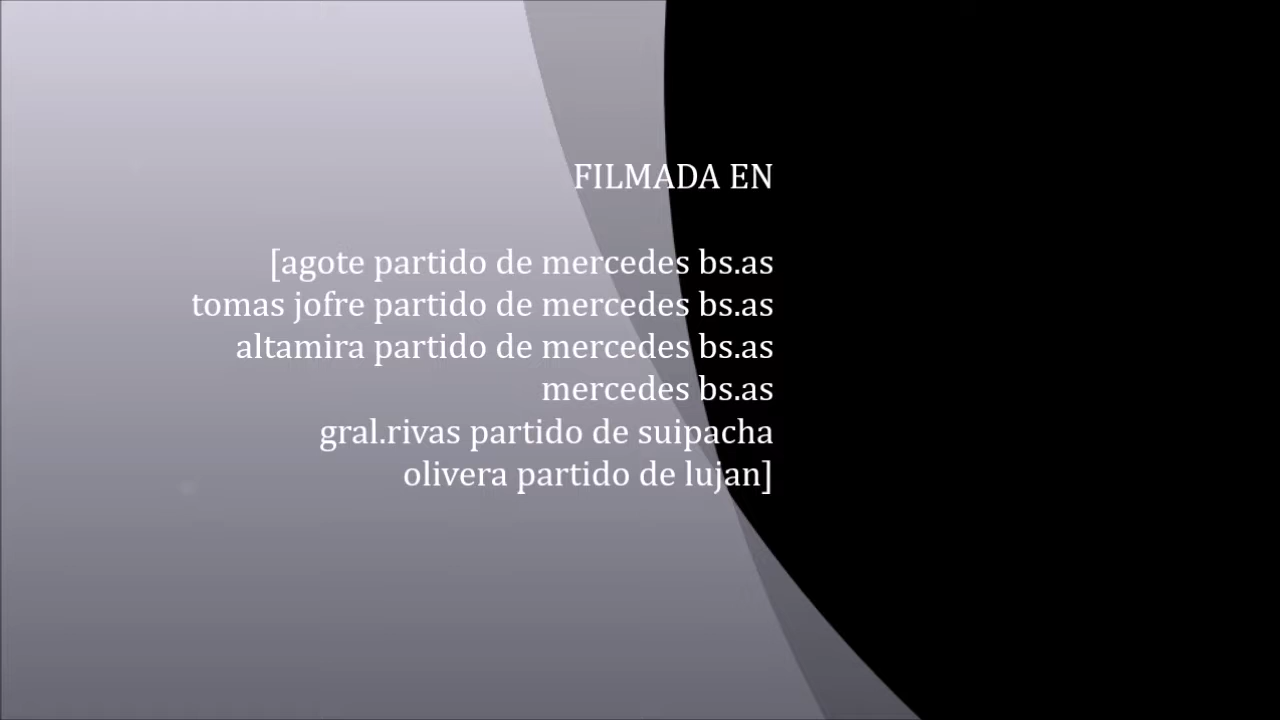 FILMADA EN
[agote partido de mercedes bs.as
tomas jofre partido de mercedes bs.as
altamira partido de mercedes bs.as
mercedes bs.as
gral.rivas partido de suipacha
olivera partido de lujan]